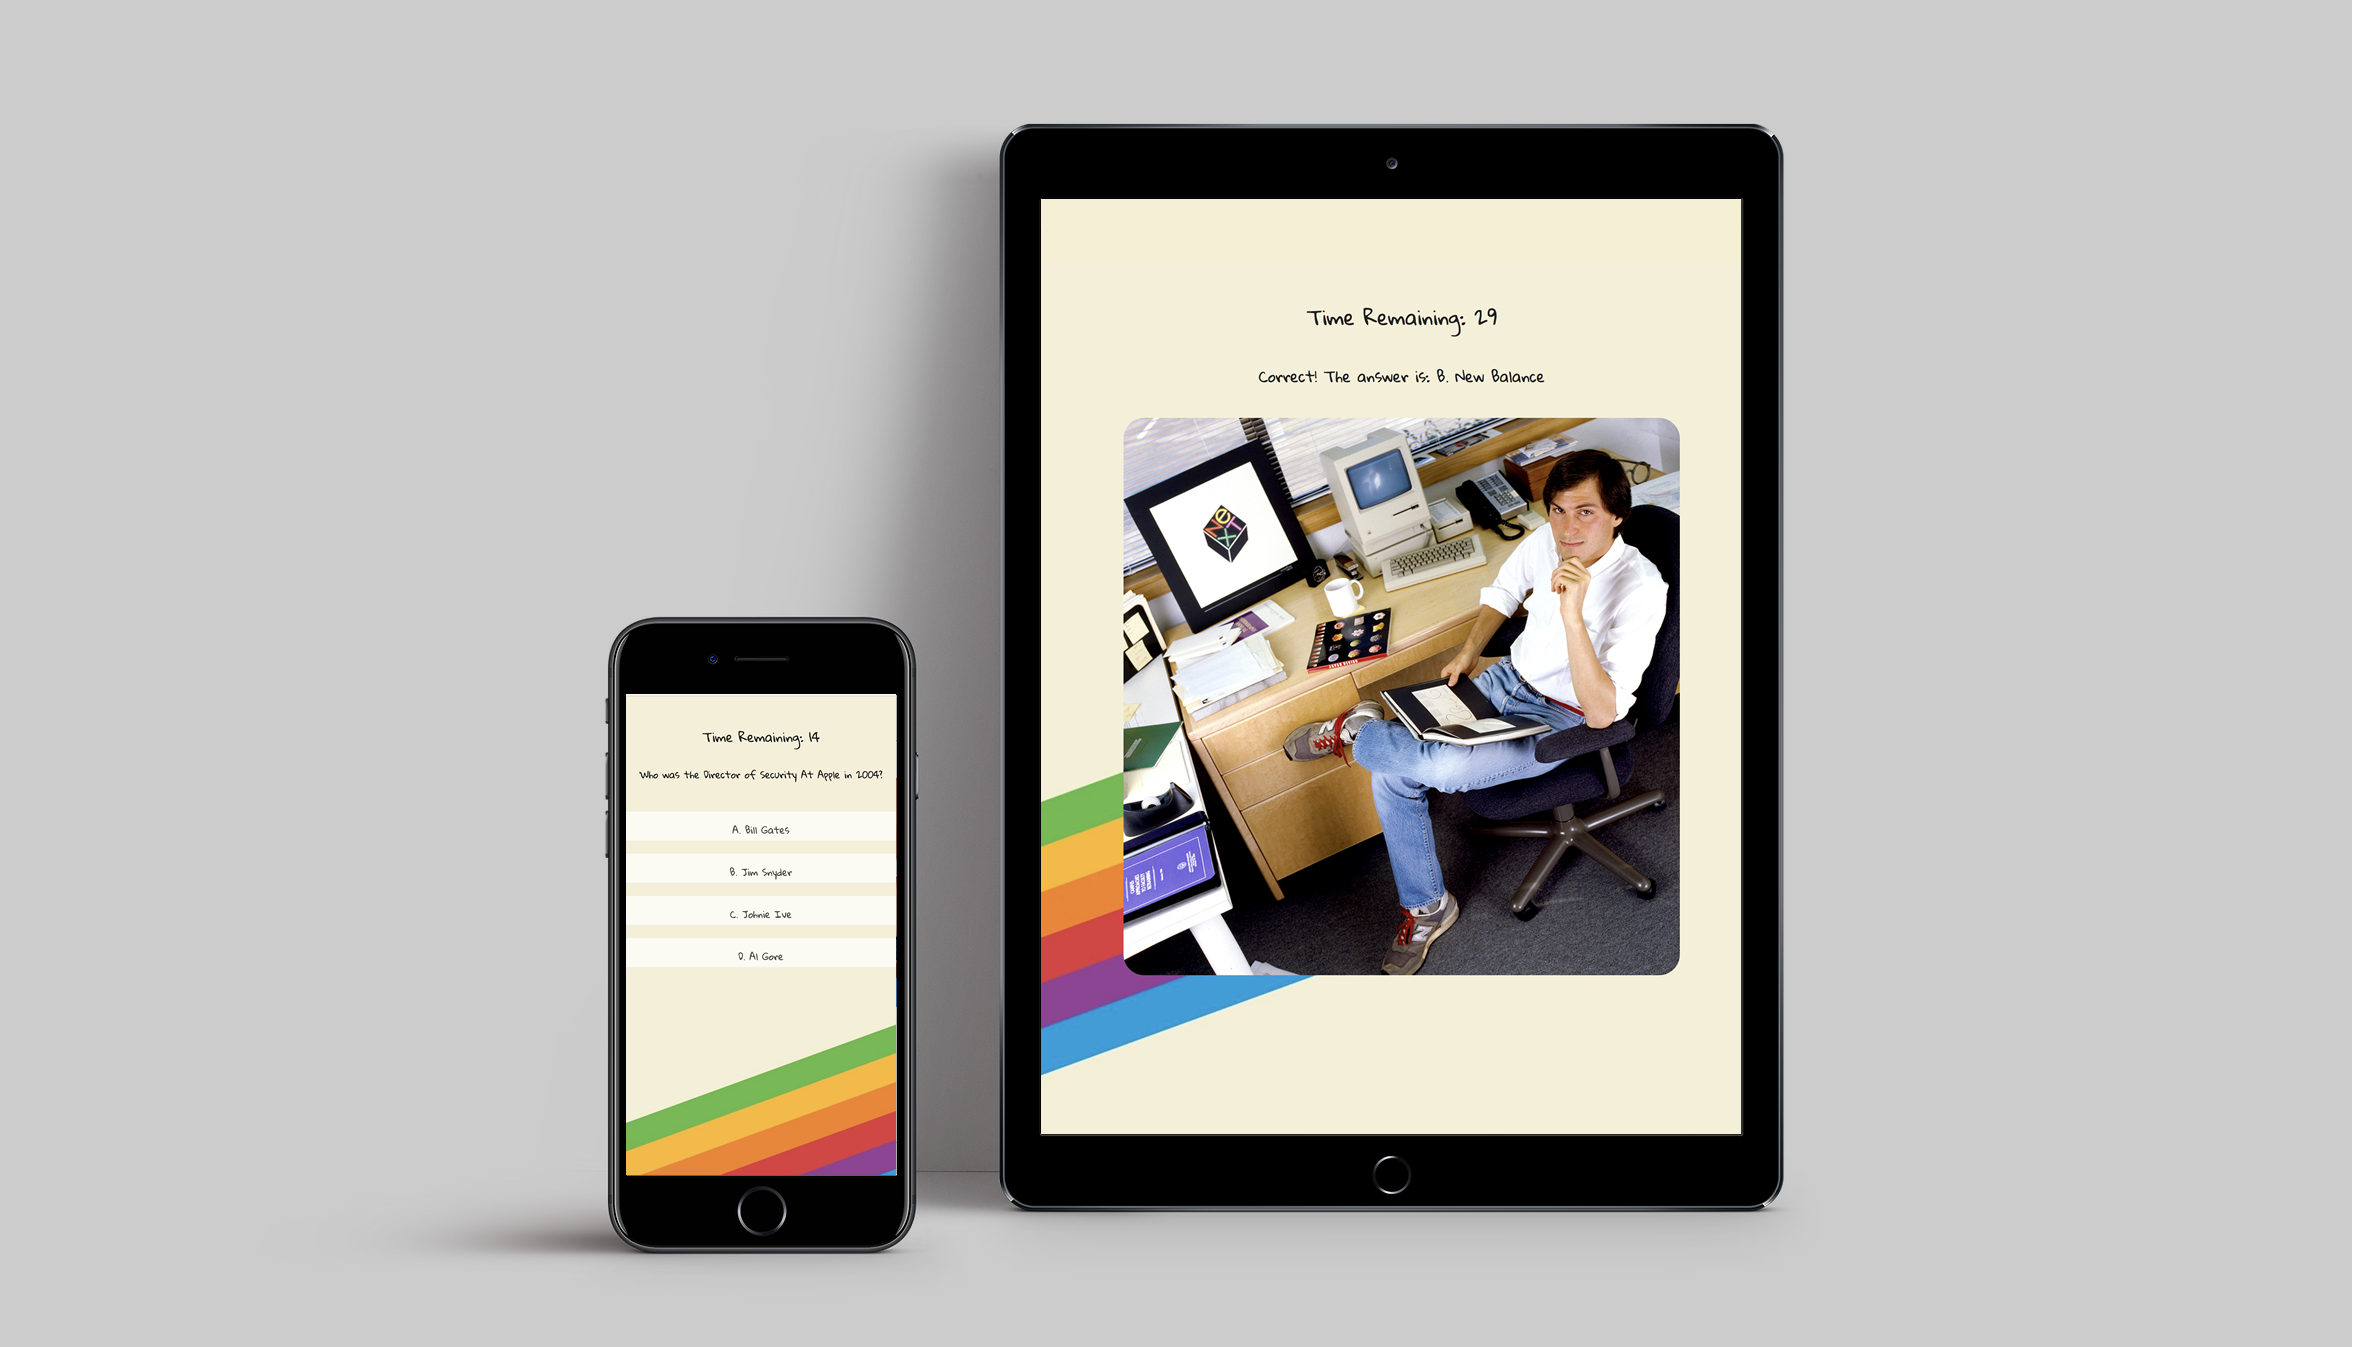 Time Remaining: 14
Who was the Director of Security At Apple in 2004?
A. Bill Gates
B. Jim Snyder
C. Johnie Ive
D. Al Gore
Time Remaining: 29
Correct! The answer is: B. New Balance
NeXT